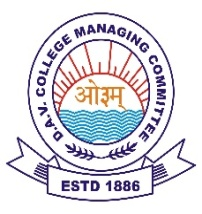 D.A.V. COLLEGE MANAGING COMMITTEE
ओ३म्
ESTD 1886